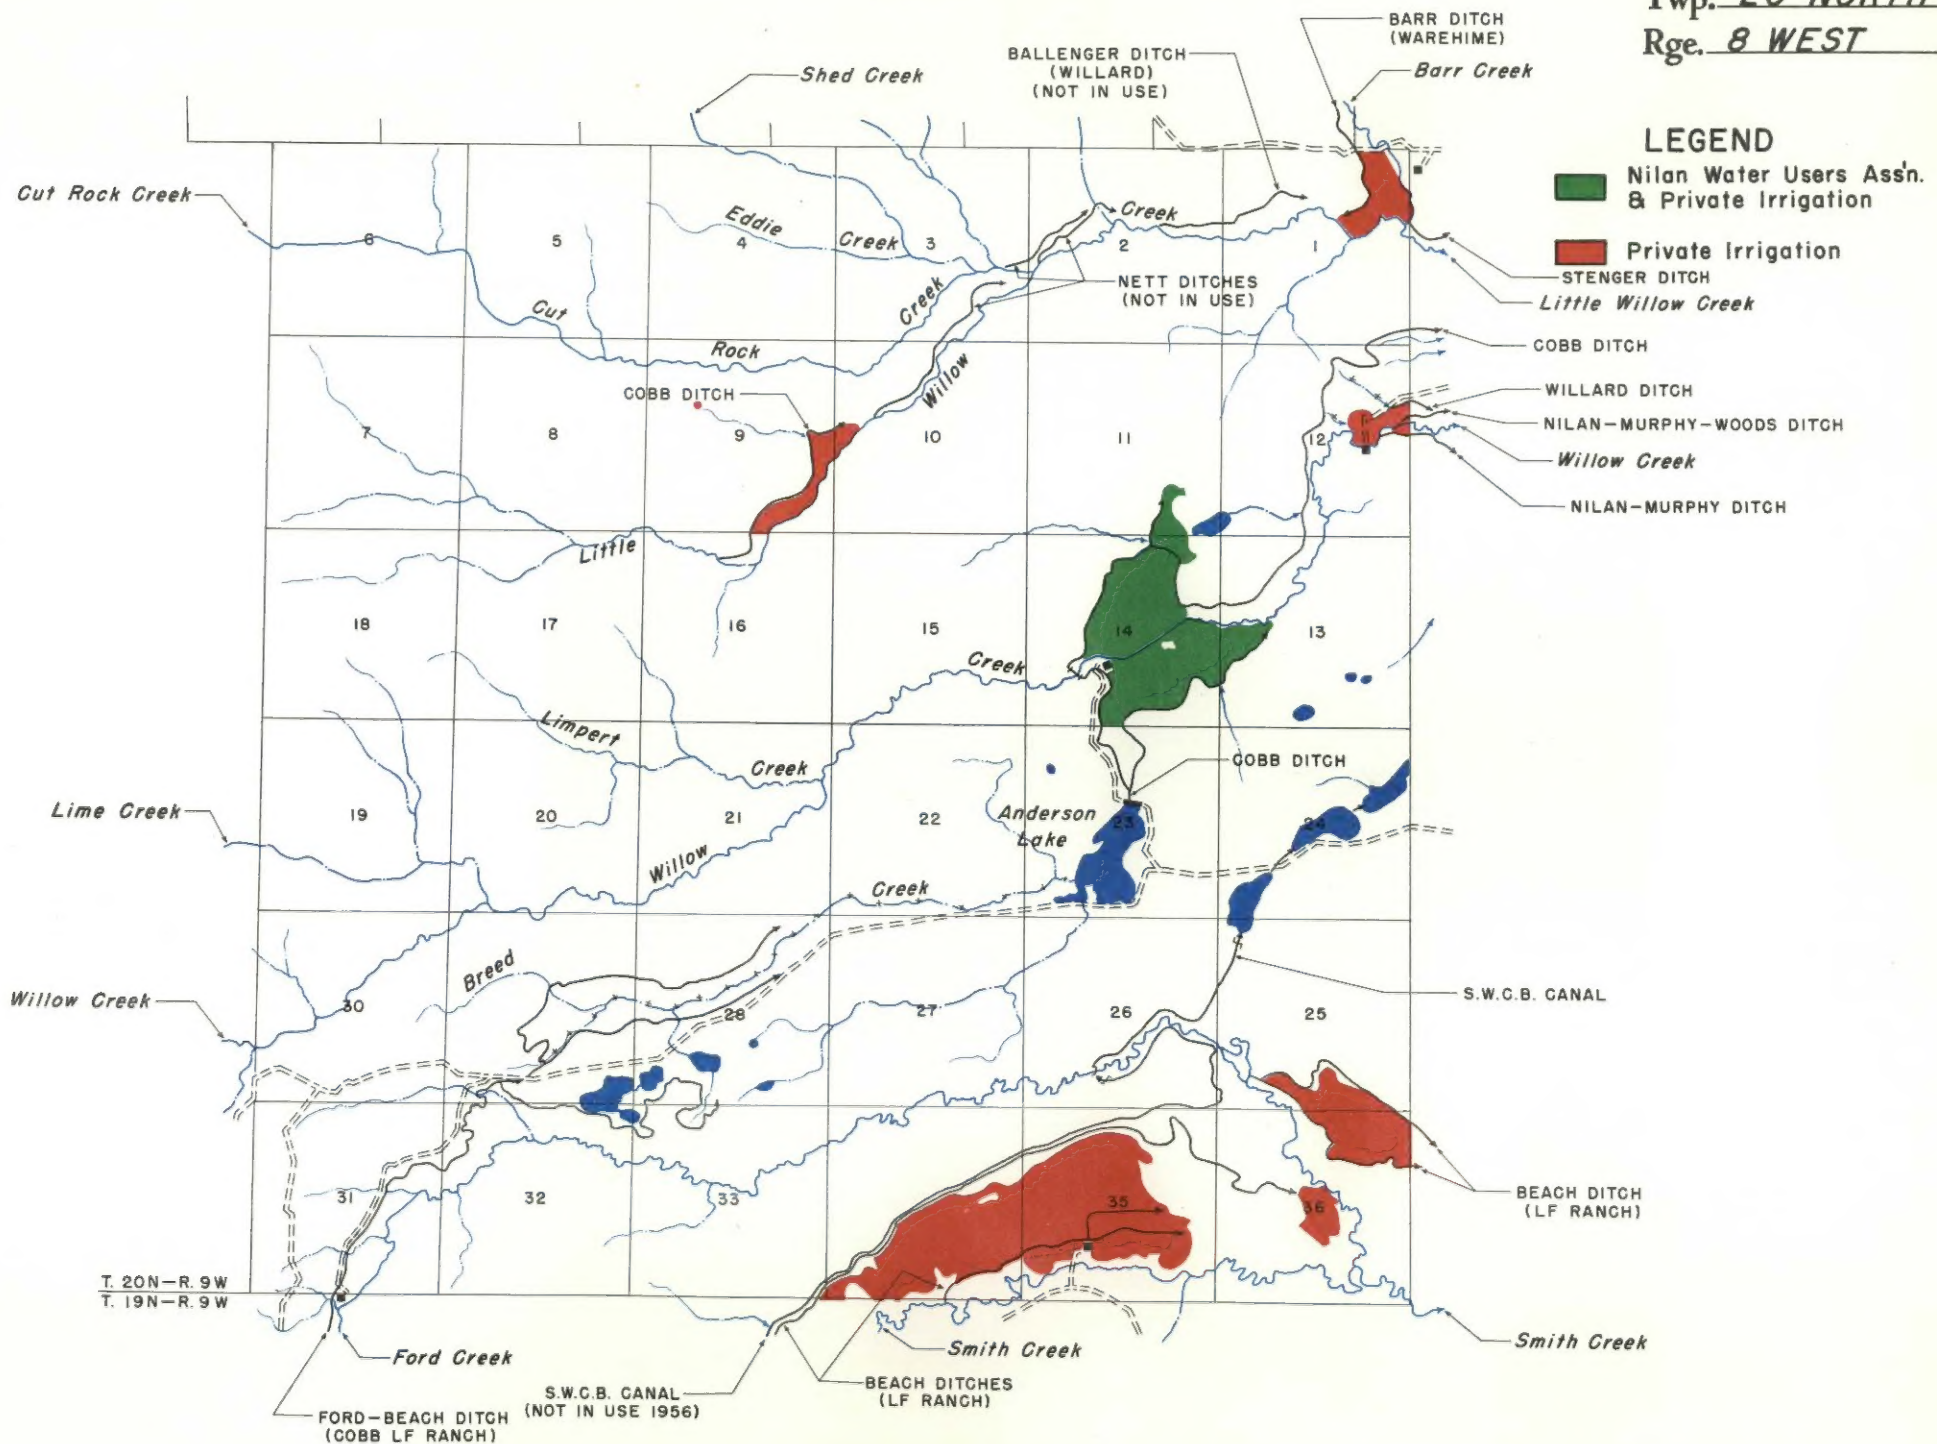 Rge. 8 WEST
BARR DITCH
(WAREHIME)
BALLENGER DITCH
(WILLARD)
(NOT IN USE)
Shed Creek
Barr Creek
LEGEND
Nilan Water Users Ass'n.
& Private Irrigation
Private Irrigation
Cut Rock Creek
Eddie Creek
Creek
6
5
4
3
2
1
STENGER DITCH
NETT DITCHES
(NOT IN USE)
Little Willow Creek
Cut Rock Creek
COBB DITCH
Willow
COBB DITCH
WILLARD DITCH
NILAN-MURPHY-WOODS DITCH
7
8
9
10
11
12
Willow Creek
NILAN-MURPHY DITCH
Little
18
17
16
15
14
13
Creek
Limpert Creek
COBB DITCH
Lime Creek
19
20
21
22
Anderson
Lake
23
24
Willow
Creek
Breed
Willow Creek
30
28
27
26
25
S.W.C.B. CANAL
31
32
33
35
36
BEACH DITCH
(LF RANCH)
T. 20N-R. 9W
T. 19N-R. 9W
Ford Creek
Smith Creek
Smith Creek
S.W.C.B. CANAL
(NOT IN USE 1956)
BEACH DITCHES
(LF RANCH)
FORD-BEACH DITCH
(COBB LF RANCH)